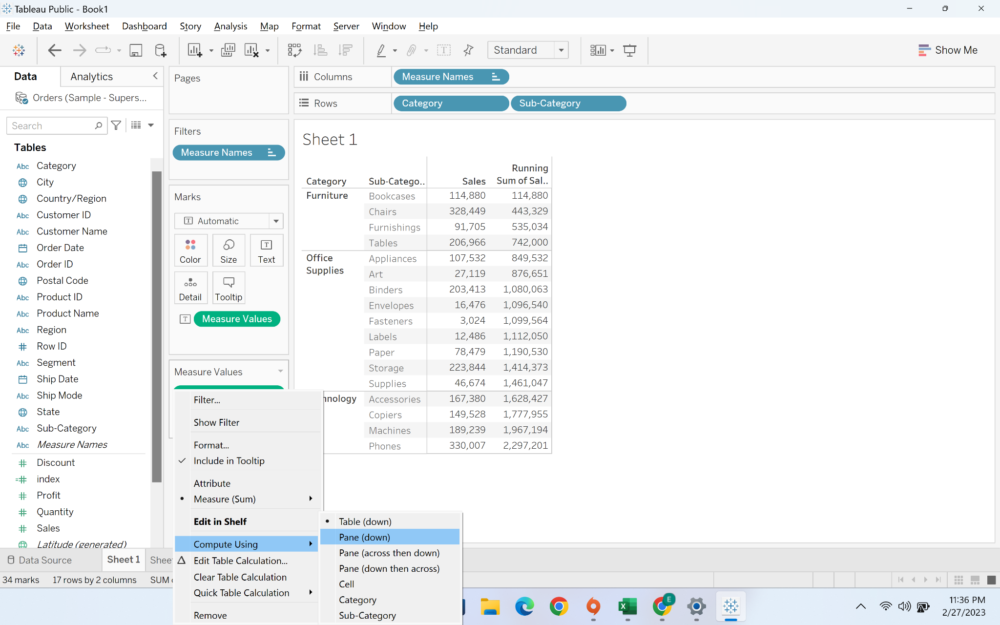 Tableau Public - Book1
File Data Worksheet Dashboard Story Analysis Map Format Server Window Help
Standard
Show Me
Data
Analytics
Orders (Sample - Supers...
Search
Tables
Abc Category
City
Country/Region
Abc Customer ID
Abc Customer Name
Order Date
Abc Order ID
Postal Code
Abc Product ID
Abc Product Name
Abc Region
# Row ID
Abc Segment
Ship Date
Abc Ship Mode
State
Abc Sub-Category
Abc Measure Names
# Discount
=# index
# Profit
# Quantity
# Sales
Latitude (generated)
Pages
Filters
Measure Names
Marks
T Automatic
Color
Size
T Text
Detail
Tooltip
T Measure Values
Measure Values
Columns Measure Names
Rows Category Sub-Category
Sheet 1
Category Sub-Catego.. Sales Running Sum of Sal..
Furniture Bookcases 114,880 114,880
Chairs 328,449 443,329
Furnishings 91,705 535,034
Tables 206,966 742,000
Office Supplies Appliances 107,532 849,532
Art 27,119 876,651
Binders 203,413 1,080,063
Envelopes 16,476 1,096,540
Fasteners 3,024 1,099,564
Labels 12,486 1,112,050
Paper 78,479 1,190,530
Storage 223,844 1,414,373
Supplies 46,674 1,461,047
hnology Accessories 167,380 1,628,427
Copiers 149,528 1,777,955
Machines 189,239 1,967,194
Phones 330,007 2,297,201
Filter...
Show Filter
Format...
Include in Tooltip
Attribute
Measure (Sum)
Edit in Shelf
Compute Using
Edit Table Calculation...
Clear Table Calculation
Quick Table Calculation
Remove
Table (down)
Pane (down)
Pane (across then down)
Pane (down then across)
Cell
Category
Sub-Category
Data Source
Sheet 1
Shee
34 marks 17 rows by 2 columns SUM
E
X
11:36 PM
2/27/2023